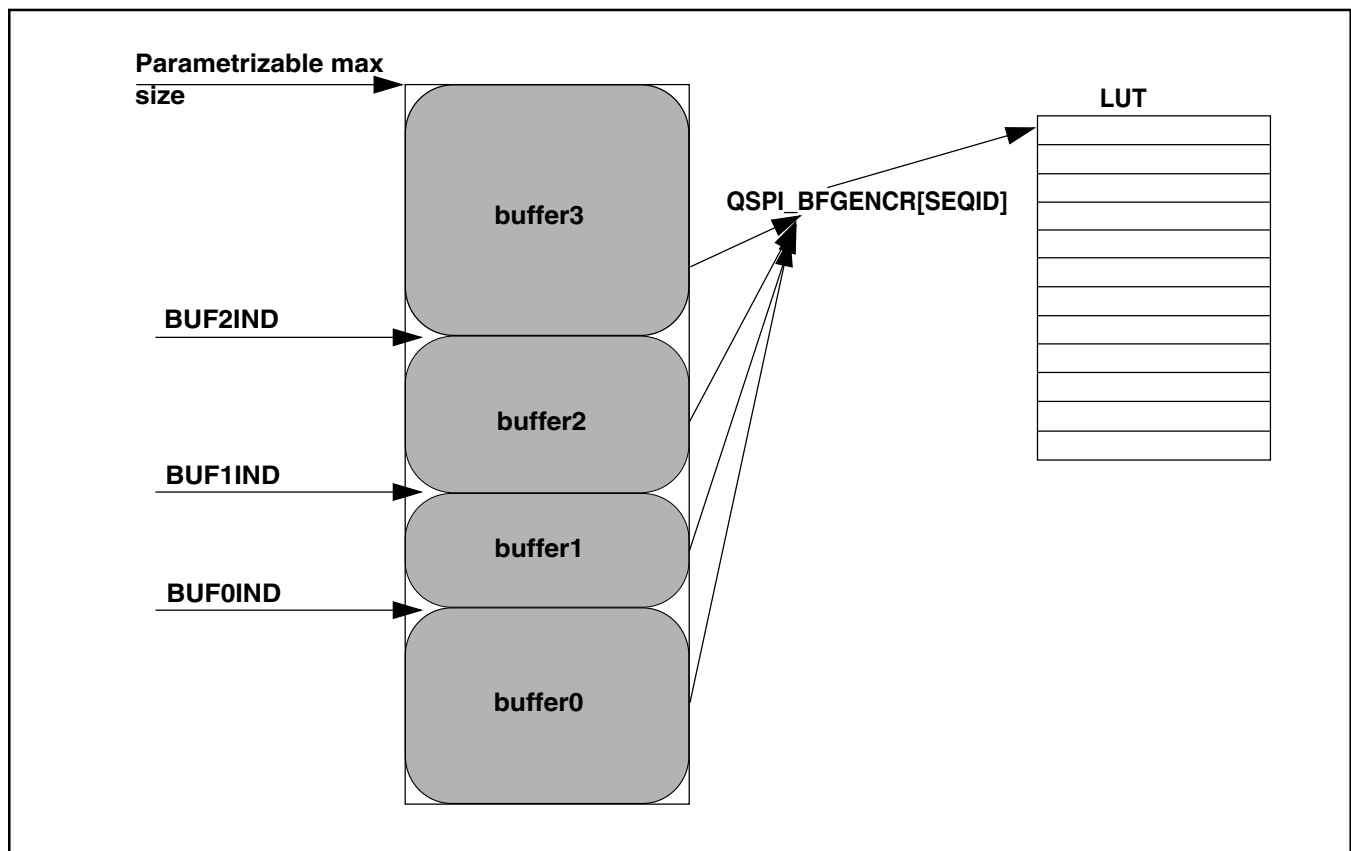 Parametrizable max
size
LUT
QSPI_BFGENCR[SEQID]
buffer3
BUF2IND
buffer2
BUF1IND
buffer1
BUF0IND
buffer0